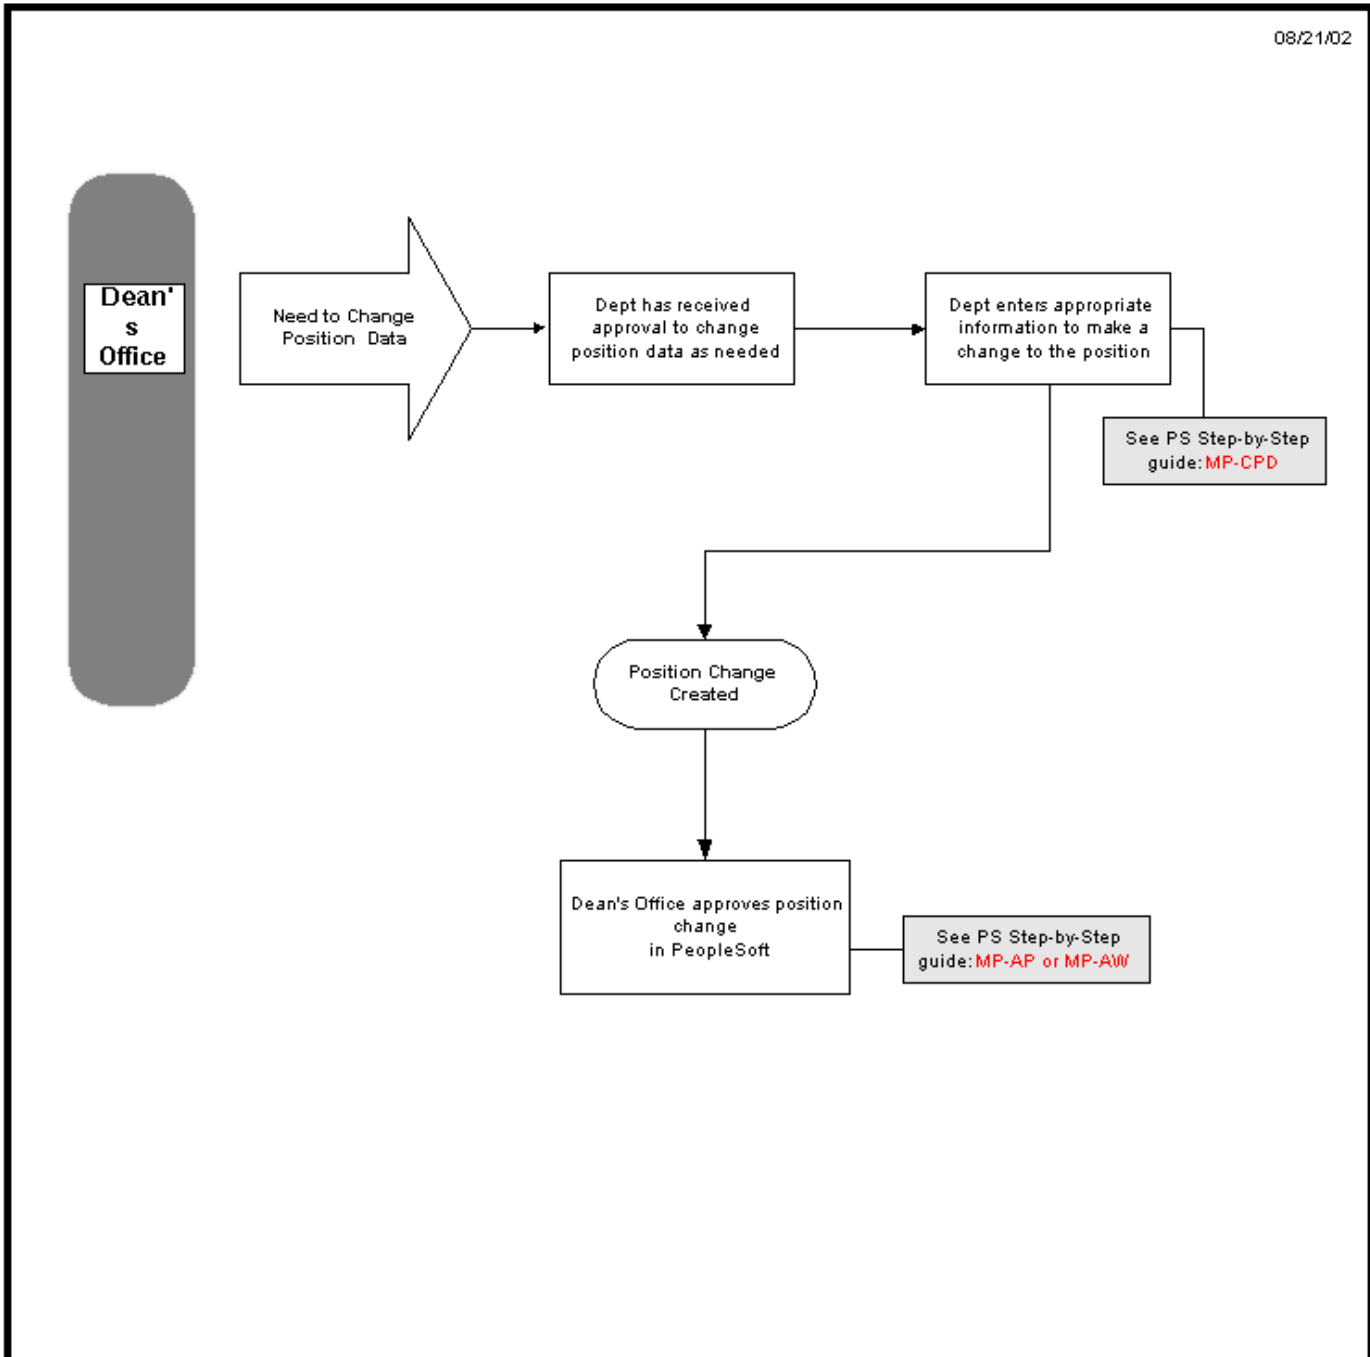 08/21/02
Dean'
s
Office
Need to Change
Position Data
Dept has received
approval to change
position data as needed
Dept enters appropriate
information to make a
change to the position
See PS Step-by-Step
guide: MP-CPD
Position Change
Created
Dean's Office approves position
change
in PeopleSoft
See PS Step-by-Step
guide: MP-AP or MP-AW